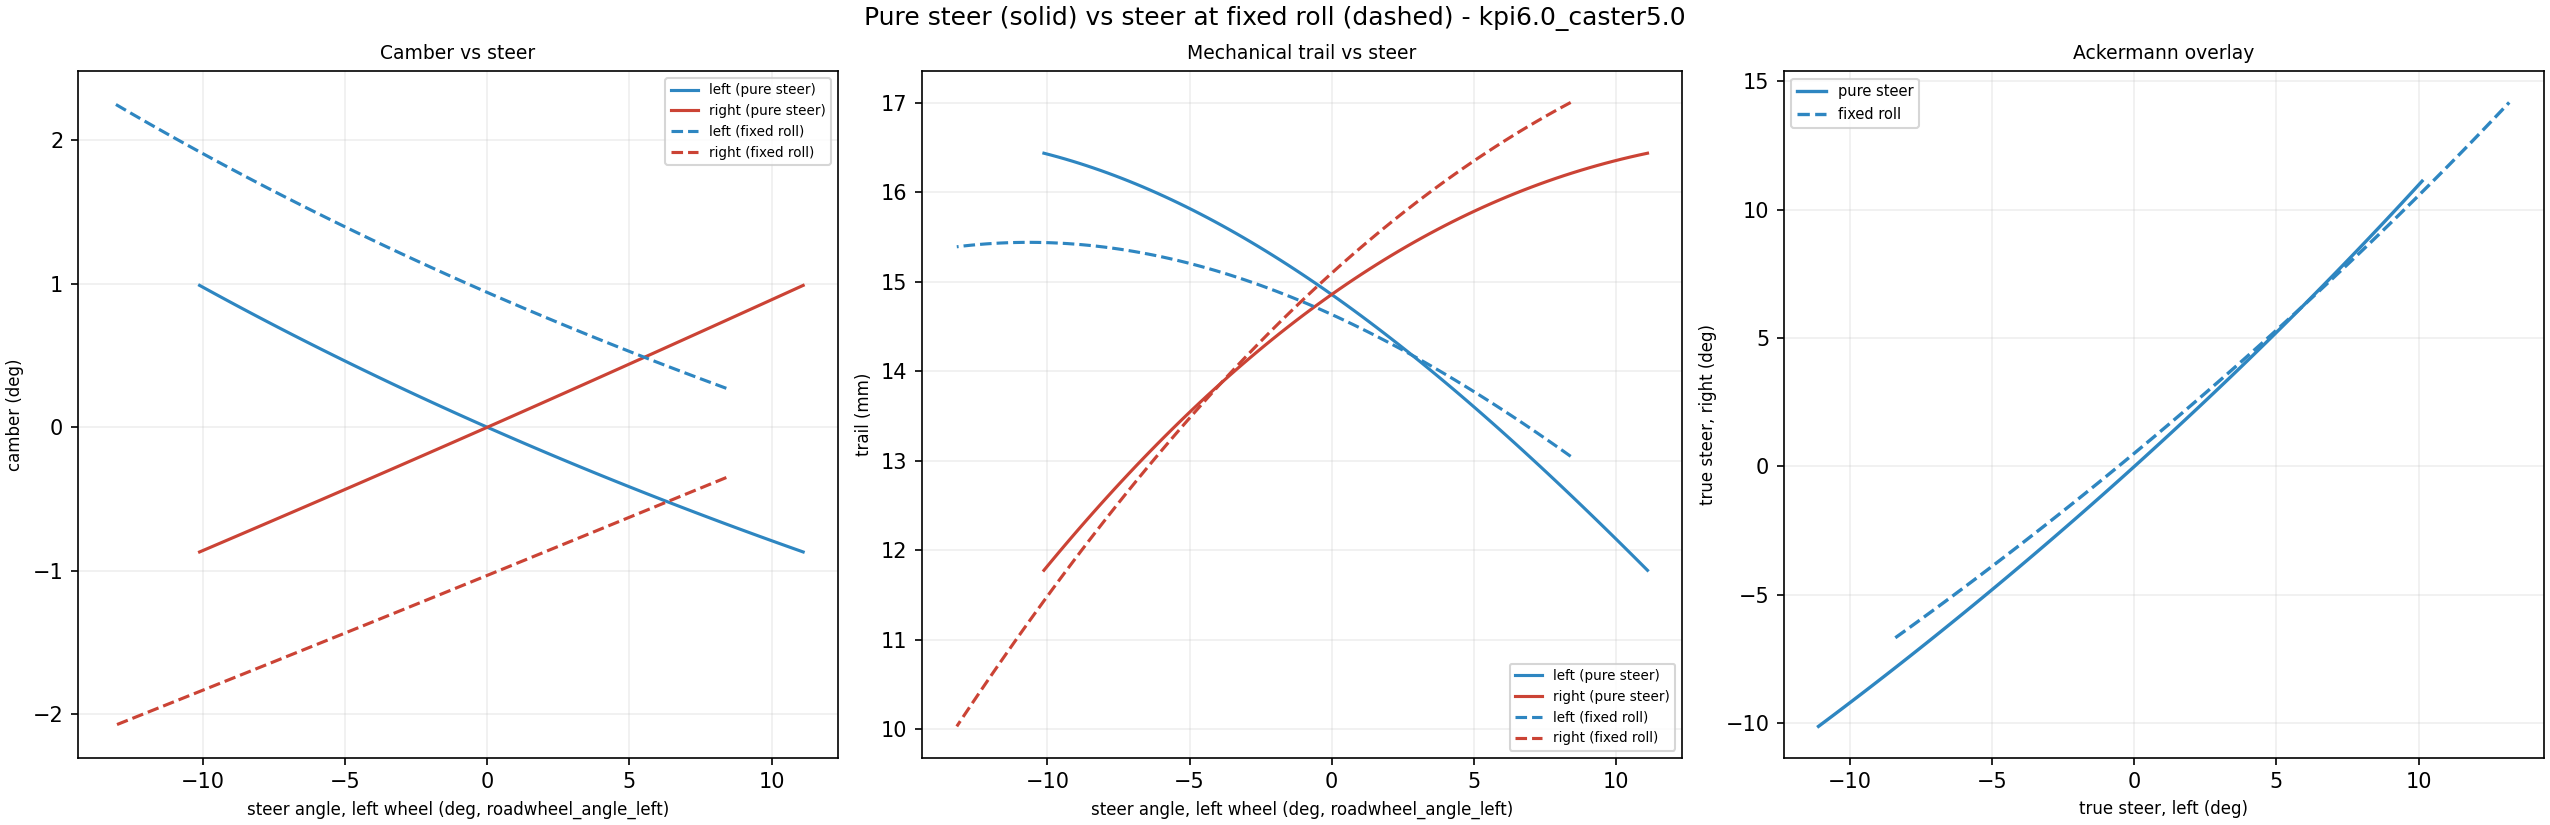 Pure steer (solid) vs steer at fixed roll (dashed) - kpi6.0_caster5.0
Camber vs steer
camber (deg)
2
1
0
−1
−2
−10
−5
0
5
10
steer angle, left wheel (deg, roadwheel_angle_left)
left (pure steer)
right (pure steer)
left (fixed roll)
right (fixed roll)
Mechanical trail vs steer
trail (mm)
17
16
15
14
13
12
11
10
−10
−5
0
5
10
steer angle, left wheel (deg, roadwheel_angle_left)
left (pure steer)
right (pure steer)
left (fixed roll)
right (fixed roll)
Ackermann overlay
true steer, right (deg)
15
10
5
0
−5
−10
−10
−5
0
5
10
true steer, left (deg)
pure steer
fixed roll